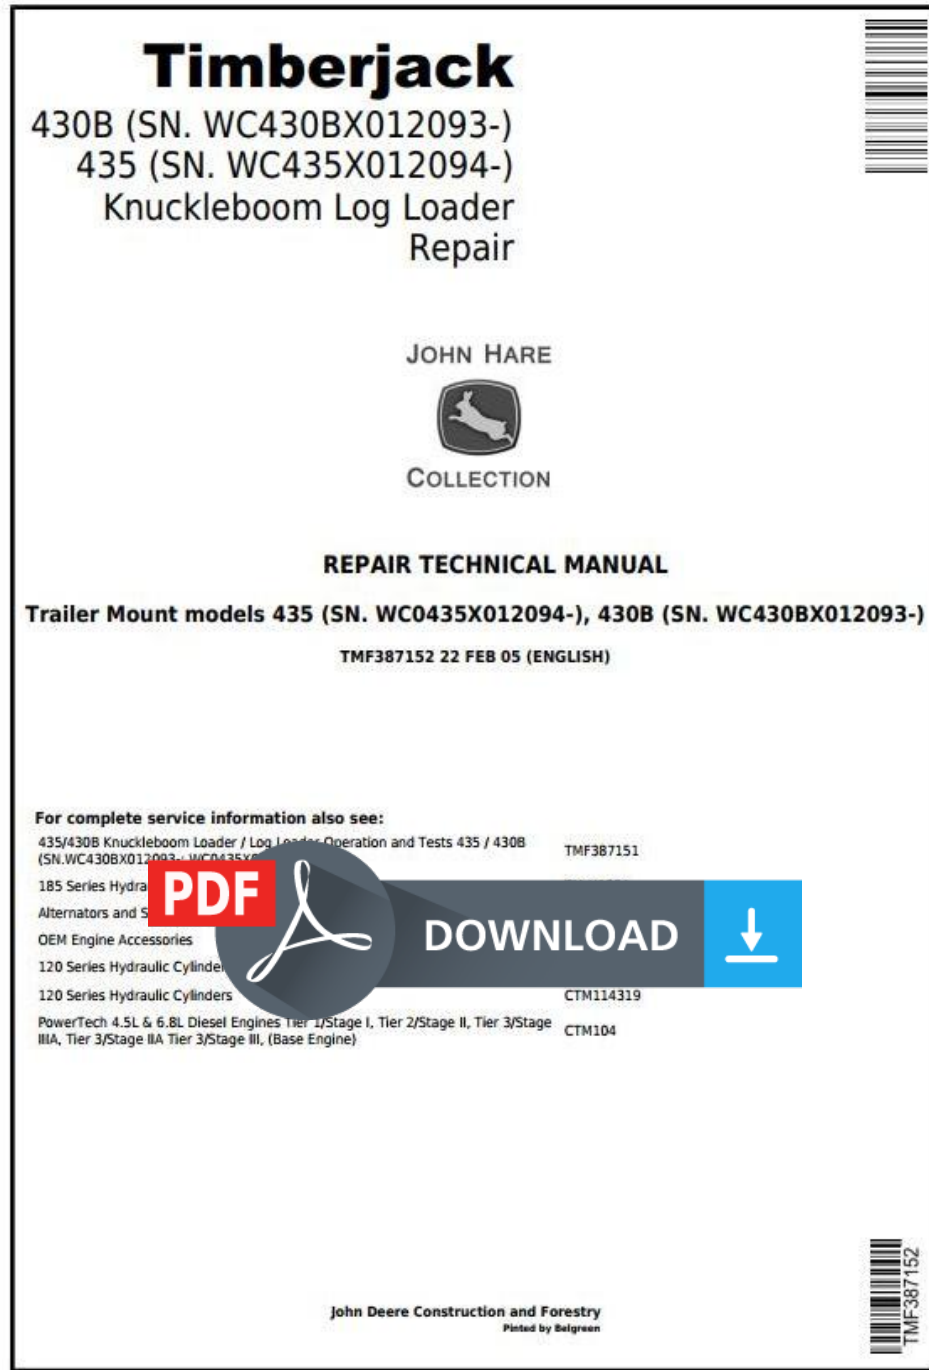 Timberjack
430B (SN. WC430BX012093-)
435 (SN. WC435X012094-)
Knuckleboom Log Loader
Repair
JOHN HARE
COLLECTION
REPAIR TECHNICAL MANUAL
Trailer Mount models 435 (SN. WC0435X012094-), 430B (SN. WC430BX012093-)
TMF387152 22 FEB 05 (ENGLISH)
For complete service information also see:
435/430B Knuckleboom Loader / Log Loader Operation and Tests 435 / 430B
(SN.WC430BX012093-; TMF387151
185 Series
Alternators and
OEM Engine Accessories
120 Series Hydraulic
120 Series Hydraulic Cylinders CTM114319
PowerTech 4.5L & 6.8L Diesel Engines Tier 1/Stage I, Tier 2/Stage II, Tier 3/Stage
IIIA, Tier 3/Stage IIA Tier 3/Stage III, (Base Engine) CTM104
PDF
DOWNLOAD
John Deere Construction and Forestry
Pinted by Belgreen
TMF387152